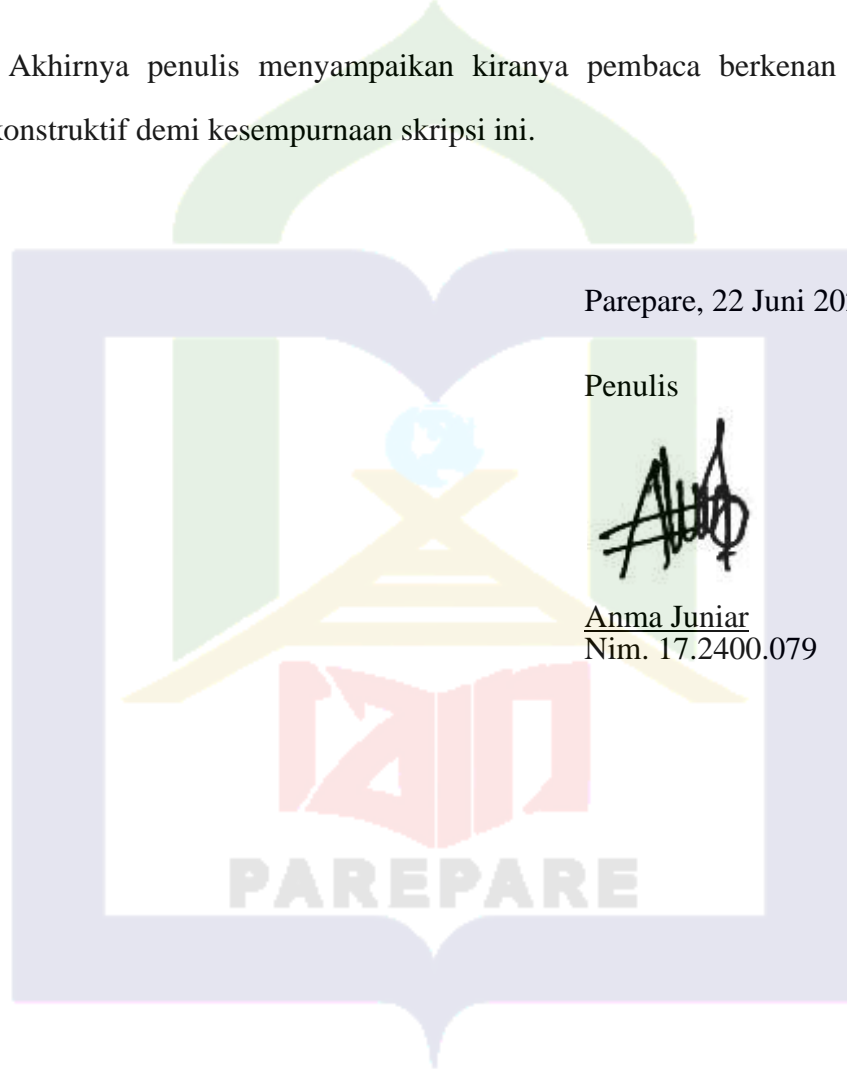 Akhirnya penulis menyampaikan kiranya pembaca berkenan
konstruktif demi kesempurnaan skripsi ini.
Parepare, 22 Juni
Penulis
Anma Juniar
Nim. 17.2400.079
iain
PAREPARE